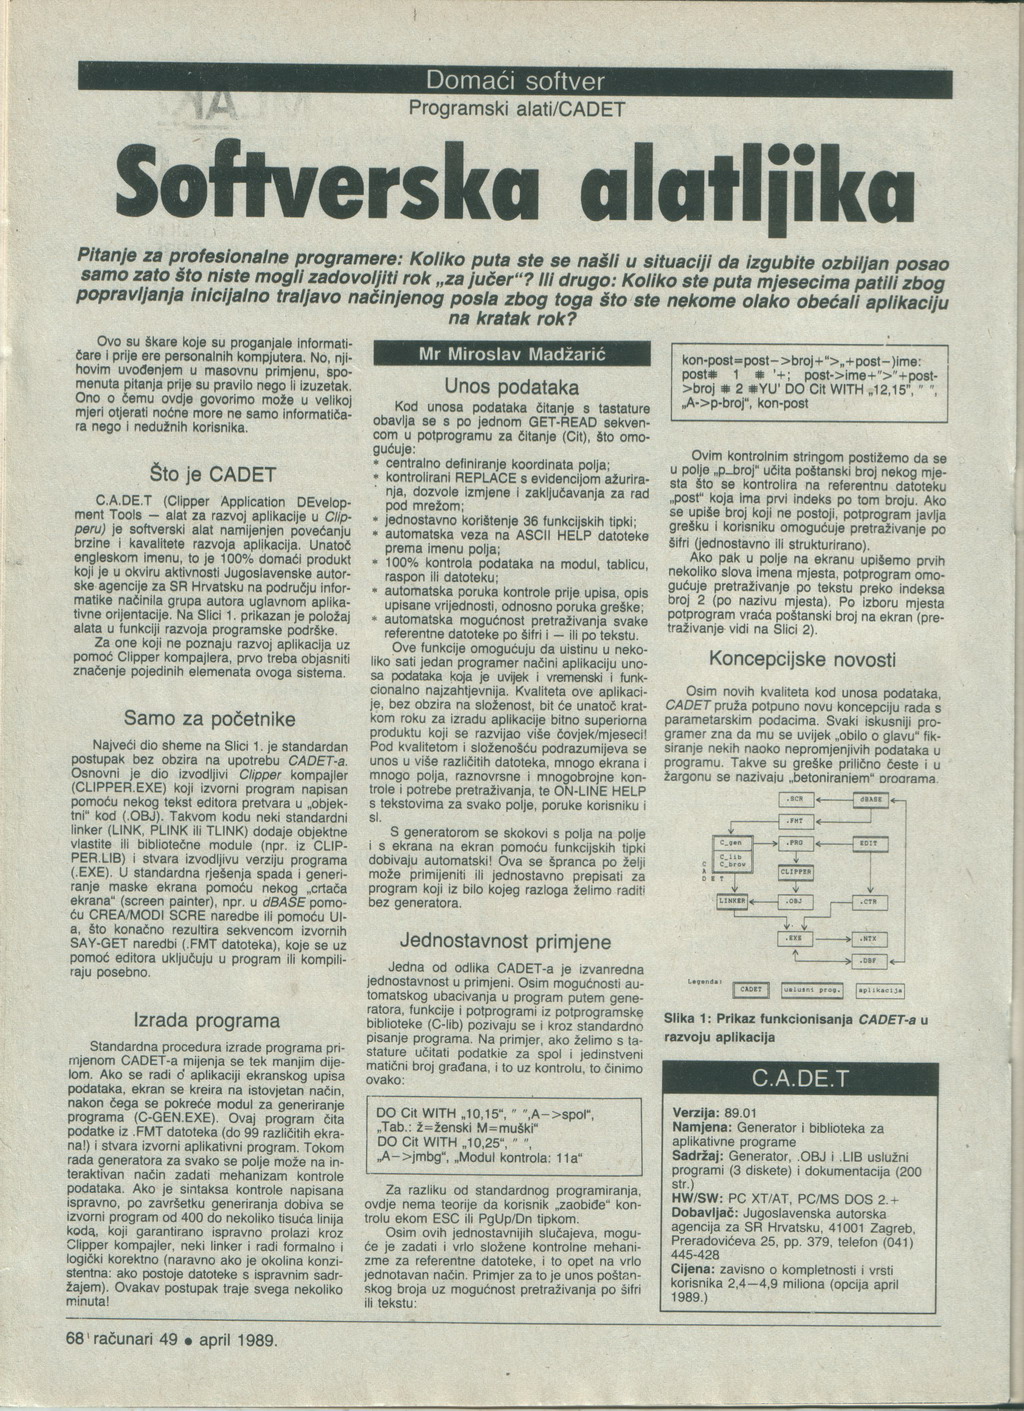 Domaći softver
Programski alati/CADET
Softverska alatljika
Pitanje za profesionalne programere: Koliko puta ste se našli u situaciji da izgubite ozbiljan posao
samo zato što niste mogli zadovoljiti rok „za jučer“? Ili drugo: Koliko ste puta mjesecima patili zbog
popravljanja inicijalno traljavo načinjenog posla zbog toga što ste nekome olako obećali aplikaciju
na kratak rok?
Ovo su škare koje su proganjale informati-
čare i prije ere personalnih kompjutera. No, nji-
hovim uvođenjem u masovnu primjenu, spo-
menuta pitanja prije su pravilo nego li izuzetak.
Ono o čemu ovdje govorimo može u velikoj
mjeri otjerati noćne more ne samo informatiča-
ra nego i nedužnih korisnika.
Što je CADET
C.A.DE.T (Clipper Application DEvelop-
ment Tools — alat za razvoj aplikacije u Clip-
peru) je softverski alat namijenjen povećanju
brzine i kavalitete razvoja aplikacija. Unatoč
engleskom imenu, to je 100% domaći produkt
koji je u okviru aktivnosti Jugoslavenske autor-
ske agencije za SR Hrvatsku na području infor-
matike načinila grupa autora uglavnom aplika-
tivne orijentacije. Na Slici 1. prikazan je položaj
alata u funkciji razvoja programske podrške.
Za one koji ne poznaju razvoj aplikacija uz
pomoć Clipper kompajlera, prvo treba objasniti
značenje pojedinih elemenata ovoga sistema.
Samo za početnike
Najveći dio sheme na Slici 1. je standardan
postupak bez obzira na upotrebu CADET-a.
Osnovni je dio izvodljivi Clipper kompajler
(CLIPPER.EXE) koji izvorni program napisan
pomoću nekog tekst editora pretvara u „objek-
tni“ kod (.OBJ). Takvom kodu neki standardni
linker (LINK, PLINK ili TLINK) dodaje objektne
vlastite ili bibliotečne module (npr. iz CLIP-
PER.LIB) i stvara izvodljivu verziju programa
(.EXE). U standardna rješenja spada i generi-
ranje maske ekrana pomoću nekog „crtača
ekrana“ (screen painter), npr. u dBASE pomo-
ću CREA/MODI SCRE naredbe ili pomoću UI-
a, što konačno rezultira sekvencom izvornih
SAY-GET naredbi (.FMT datoteka), koje se uz
pomoć editora uključuju u program ili kompili-
raju posebno.
Izrada programa
Standardna procedura izrade programa pri-
mjenom CADET-a mijenja se tek manjim dije-
lom. Ako se radi o aplikaciji ekranskog upisa
podataka, ekran se kreira na istovjetan način,
nakon čega se pokreće modul za generiranje
programa (C-GEN.EXE). Ovaj program čita
podatke iz .FMT datoteka (do 99 različitih ekra-
na!) i stvara izvorni aplikativni program. Tokom
rada generatora za svako se polje može na in-
teraktivan način zadati mehanizam kontrole
podataka. Ako je sintaksa kontrole napisana
ispravno, po završetku generiranja dobiva se
izvorni program od 400 do nekoliko tisuća linija
koda, koji garantirano ispravno prolazi kroz
Clipper kompajler, neki linker i radi formalno i
logički korektno (naravno ako je okolina konzi-
stentna: ako postoje datoteke s ispravnim sadr-
žajem). Ovakav postupak traje svega nekoliko
minuta!
Mr Miroslav Madžarić
Unos podataka
Kod unosa podataka čitanje s tastature
obavlja se s po jednom GET-READ sekven-
com u potprogramu za čitanje (Cit), što omo-
gućuje:
* centralno definiranje koordinata polja;
* kontrolirani REPLACE s evidencijom ažurira-
nja, dozvole izmjene i zaključavanja za rad
pod mrežom;
* jednostavno korištenje 36 funkcijskih tipki;
* automatska veza na ASCII HELP datoteke
prema imenu polja;
* 100% kontrola podataka na modul, tablicu,
raspon ili datoteku;
* automatska poruka kontrole prije upisa, opis
upisane vrijednosti, odnosno poruka greške;
* automatska mogućnost pretraživanja svake
referentne datoteke po šifri i — ili po tekstu.
Ove funkcije omogućuju da uistinu u neko-
liko sati jedan programer načini aplikaciju uno-
sa podataka koja je uvijek i vremenski i funk-
cionalno najzahtjevnija. Kvaliteta ove aplikaci-
je, bez obzira na složenost, bit će unatoč krat-
kom roku za izradu aplikacije bitno superiorna
produktu koji se razvijao više čovjek/mjeseci!
Pod kvalitetom i složenošću podrazumijeva se
unos u više različitih datoteka, mnogo ekrana i
mnogo polja, raznovrsne i mnogobrojne kon-
trole i potrebe pretraživanja, te ON-LINE HELP
s tekstovima za svako polje, poruke korisniku i
sl.
S generatorom se skokovi s polja na polje
i s ekrana na ekran pomoću funkcijskih tipki
dobivaju automatski! Ova se špranca po želji
može primijeniti ili jednostavno prepisati za
program koji iz bilo kojeg razloga želimo raditi
bez generatora.
Jednostavnost primjene
Jedna od odlika CADET-a je izvanredna
jednostavnost u primjeni. Osim mogućnosti au-
tomatskog ubacivanja u program putem gene-
ratora, funkcije i potprogrami iz potprogramske
biblioteke (C-lib) pozivaju se i kroz standardno
pisanje programa. Na primjer, ako želimo s ta-
stature učitati podatkie za spol i jedinstveni
matični broj građana, i to uz kontrolu, to činimo
ovako:
DO Cit WITH „10,15“, " ",A—>spol“,
„Tab.: ž=ženski M=muški“
DO Cit WITH „10,25“, " ",
„A—>jmbg“, „Modul kontrola: 11a“
Za razliku od standardnog programiranja,
ovdje nema teorije da korisnik „zaobiđe“ kon-
trolu ekom ESC ili PgUp/Dn tipkom.
Osim ovih jednostavnijih slučajeva, mogu-
će je zadati i vrlo složene kontrolne mehani-
zme za referentne datoteke, i to opet na vrlo
jednotavan način. Primjer za to je unos poštan-
skog broja uz mogućnost pretraživanja po šifri
ili tekstu:
kon-post=post—>broj+“>„+post—)ime:
post# 1 # '+; post->ime+">"+post-
>broj # 2 #YU' DO Cit WITH „12,15“, " ",
„A->p-broj“, kon-post
Ovim kontrolnim stringom postižemo da se
u polje „p_broj“ učita poštanski broj nekog mje-
sta što se kontrolira na referentnu datoteku
„post“ koja ima prvi indeks po tom broju. Ako
se upiše broj koji ne postoji, potprogram javlja
grešku i korisniku omogućuje pretraživanje po
šifri (jednostavno ili strukturirano).
Ako pak u polje na ekranu upišemo prvih
nekoliko slova imena mjesta, potprogram omo-
gućuje pretraživanje po tekstu preko indeksa
broj 2 (po nazivu mjesta). Po izboru mjesta
potprogram vraća poštanski broj na ekran (pre-
traživanje vidi na Slici 2).
Koncepcijske novosti
Osim novih kvaliteta kod unosa podataka,
CADET pruža potpuno novu koncepciju rada s
parametarskim podacima. Svaki iskusniji pro-
gramer zna da mu se uvijek „obilo o glavu“ fik-
siranje nekih naoko nepromjenjivih podataka u
programu. Takve su greške prilično česte i u
žargonu se nazivaju „betoniranjem“ programa.
.SCR dBASE
.FMT
C_gen .PRG EDIT
C_lib
C C_brow
A CLIPPER
D E T
LINKER .OBJ .CTR
.EXE .NTX
.DBF
Legenda: CADET uslužni prog. aplikacija
Slika 1: Prikaz funkcionisanja CADET-a u
razvoju aplikacija
C.A.DE.T
Verzija: 89.01
Namjena: Generator i biblioteka za
aplikativne programe
Sadržaj: Generator, .OBJ i .LIB uslužni
programi (3 diskete) i dokumentacija (200
str.)
HW/SW: PC XT/AT, PC/MS DOS 2.+
Dobavljač: Jugoslavenska autorska
agencija za SR Hrvatsku, 41001 Zagreb,
Preradovićeva 25, pp. 379, telefon (041)
445-428
Cijena: zavisno o kompletnosti i vrsti
korisnika 2,4—4,9 miliona (opcija april
1989.)
68 računari 49 • april 1989.